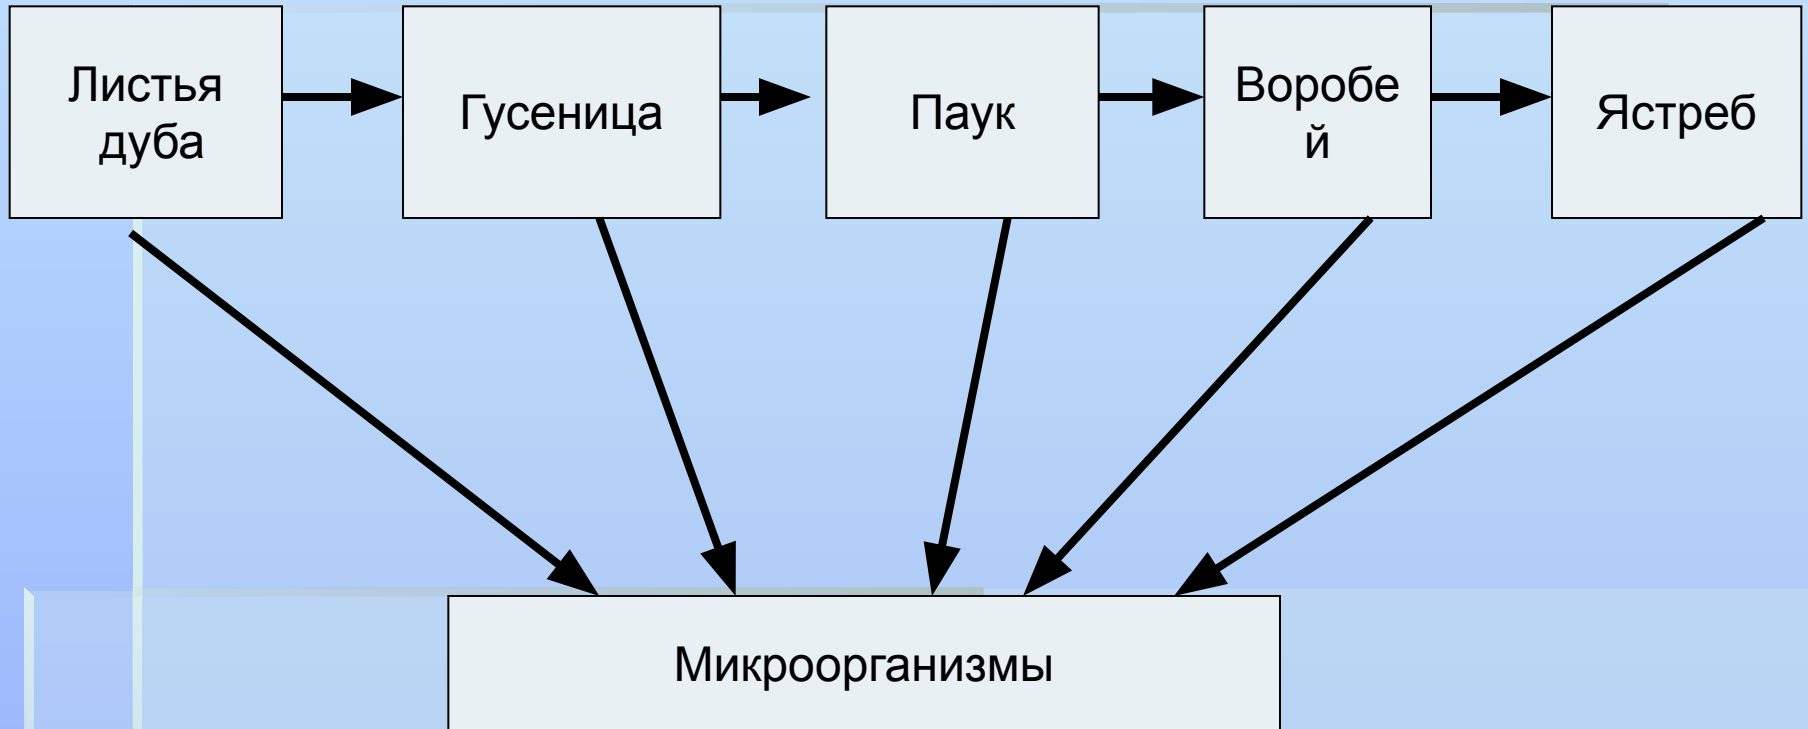 Листья
дуба
Гусеница
Паук
Воробе
й
Ястреб
Микроорганизмы